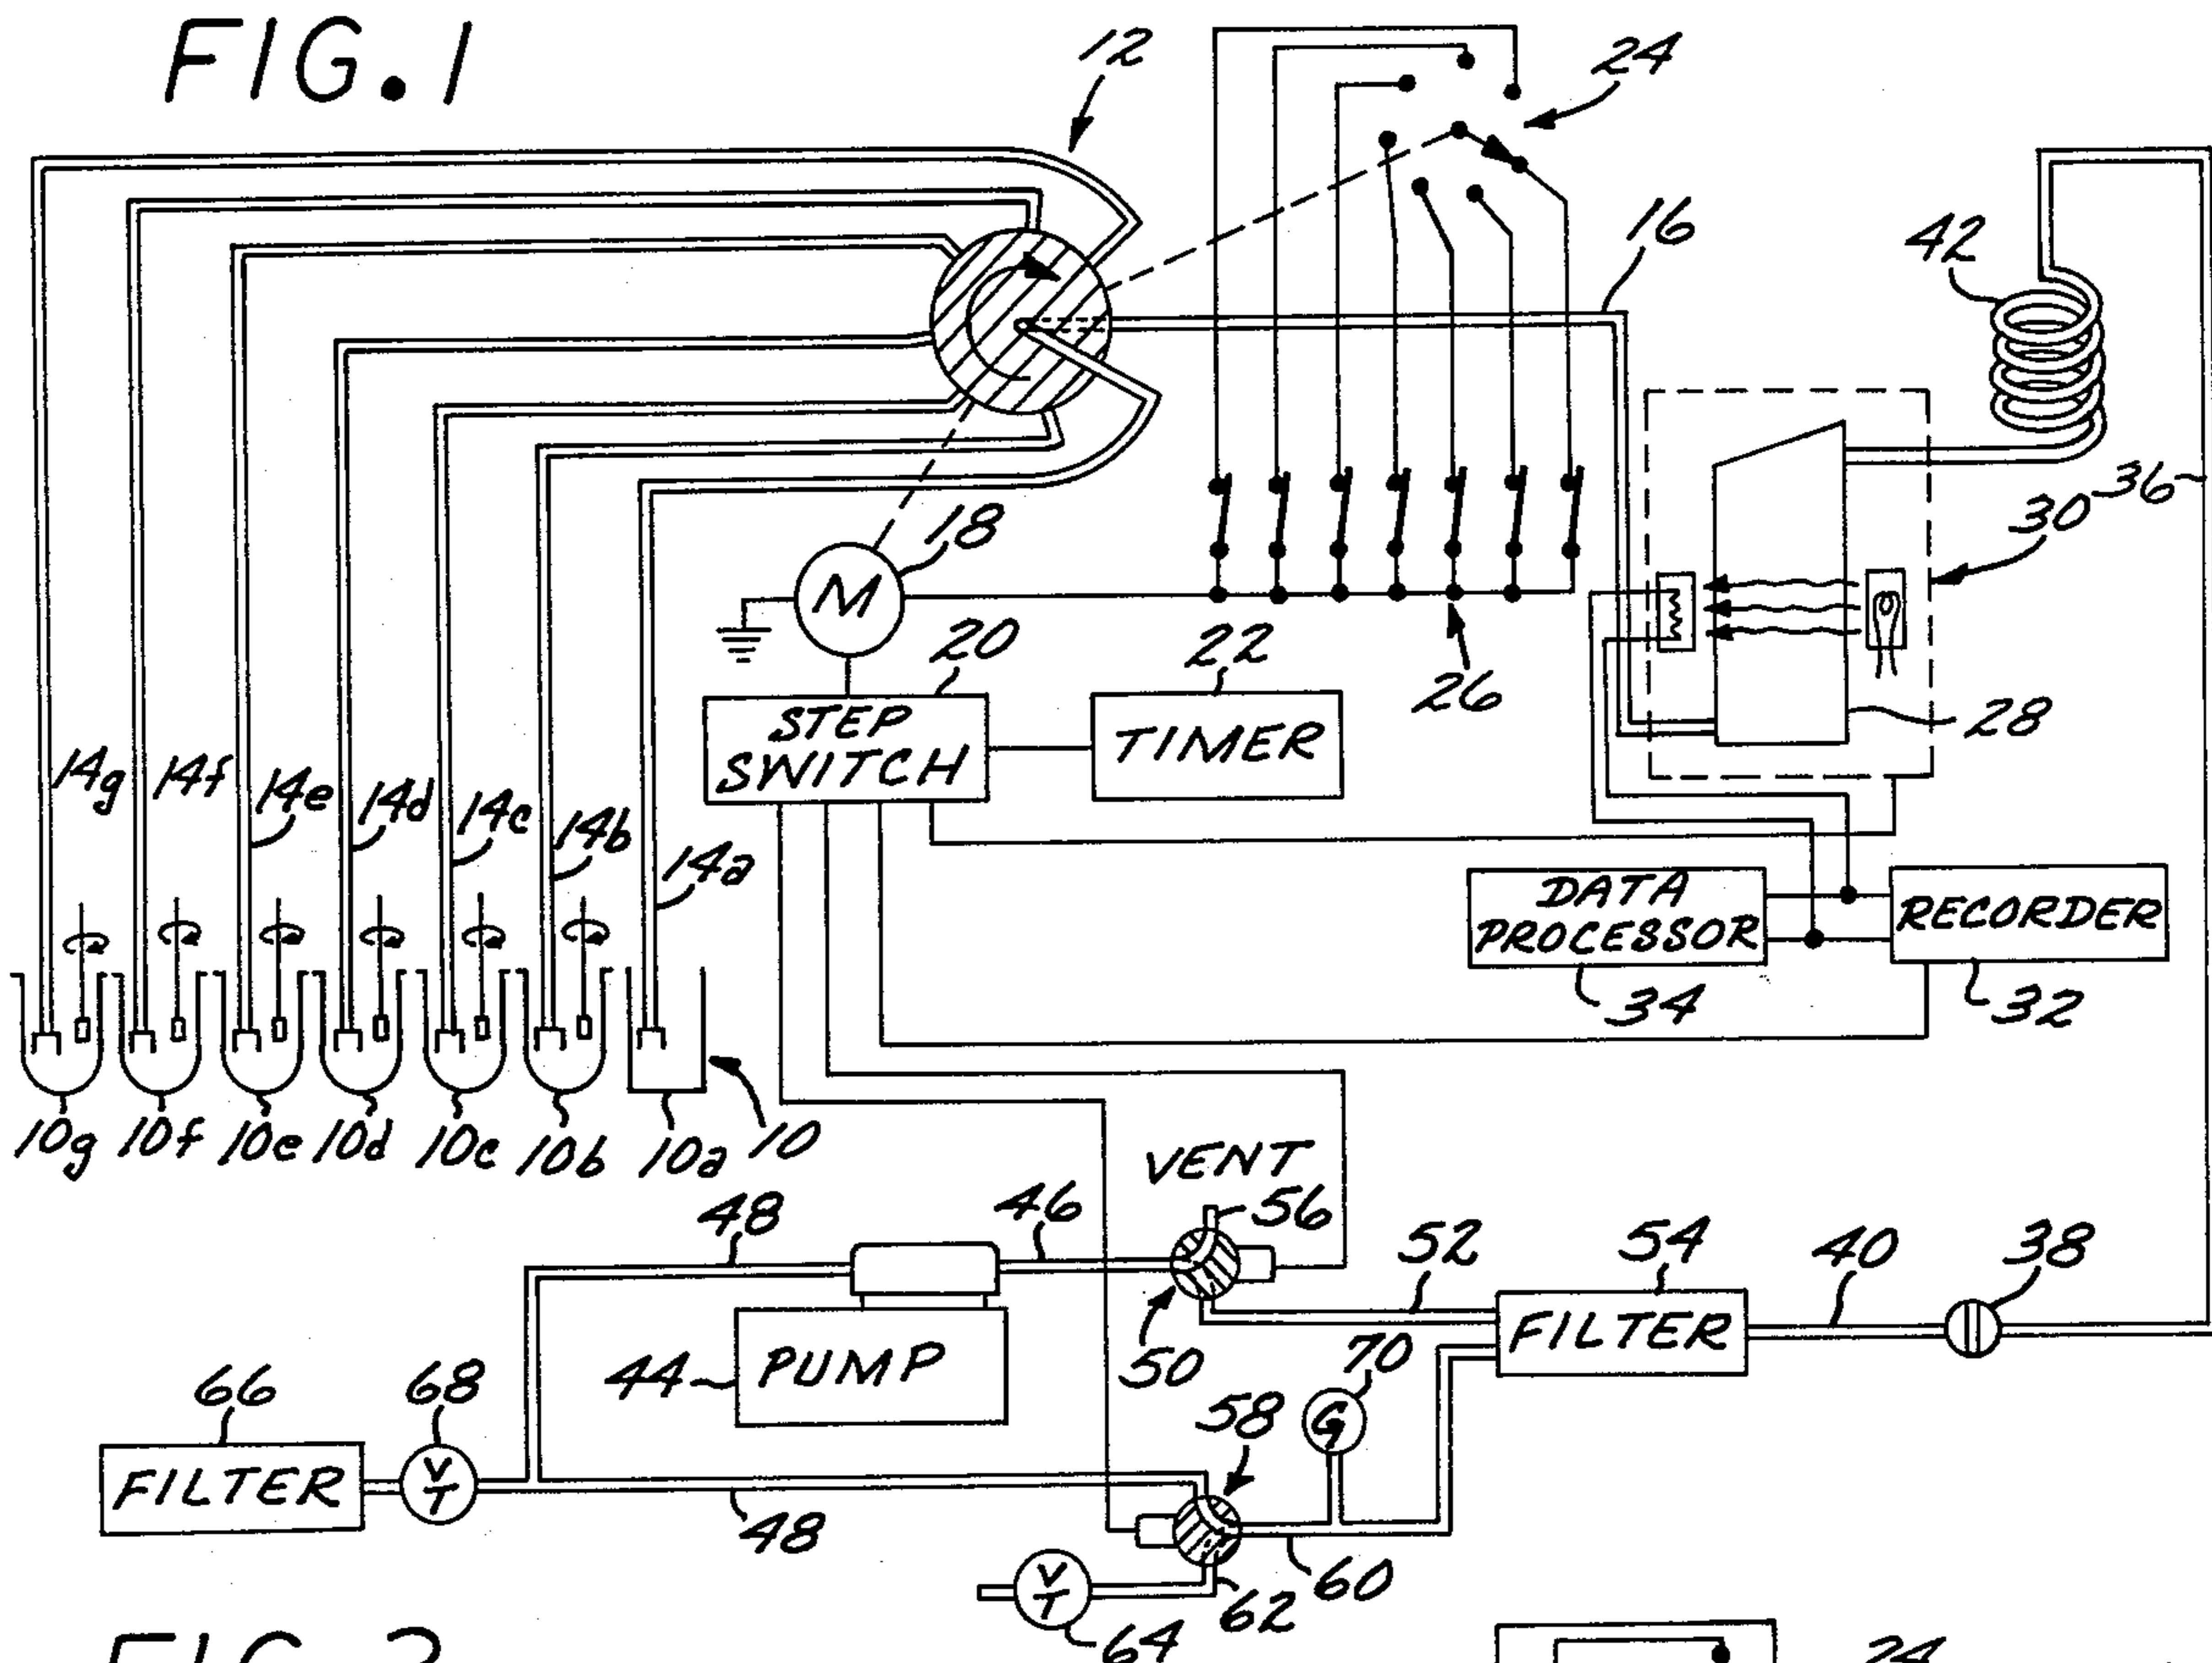 FIG. 1
12
24
16
42
36
30
18
M
20
22
26
28
STEP
SWITCH
TIMER
14g
14f
14e
14d
14c
14b
14a
DATA
PROCESSOR
RECORDER
34
32
10g
10f
10e
10d
10c
10b
10a
10
VENT
56
48
46
52
54
40
38
FILTER
50
70
PUMP
44
66
68
58
G
FILTER
V
T
48
60
62
V
T
64
24